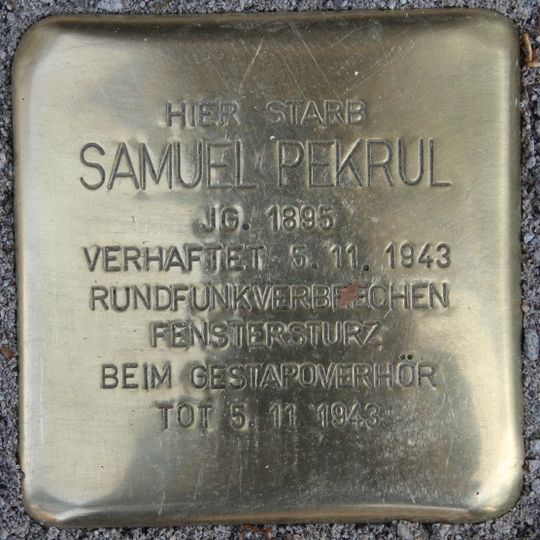 HIER STARB
SAMUEL PEKRUL
JG. 1895
VERHAFTET 5. 11. 1943
RUNDFUNKVERBRECHEN
FENSTERSTURZ
BEIM GESTAPOVERHÖR
TOT 5. 11. 1943